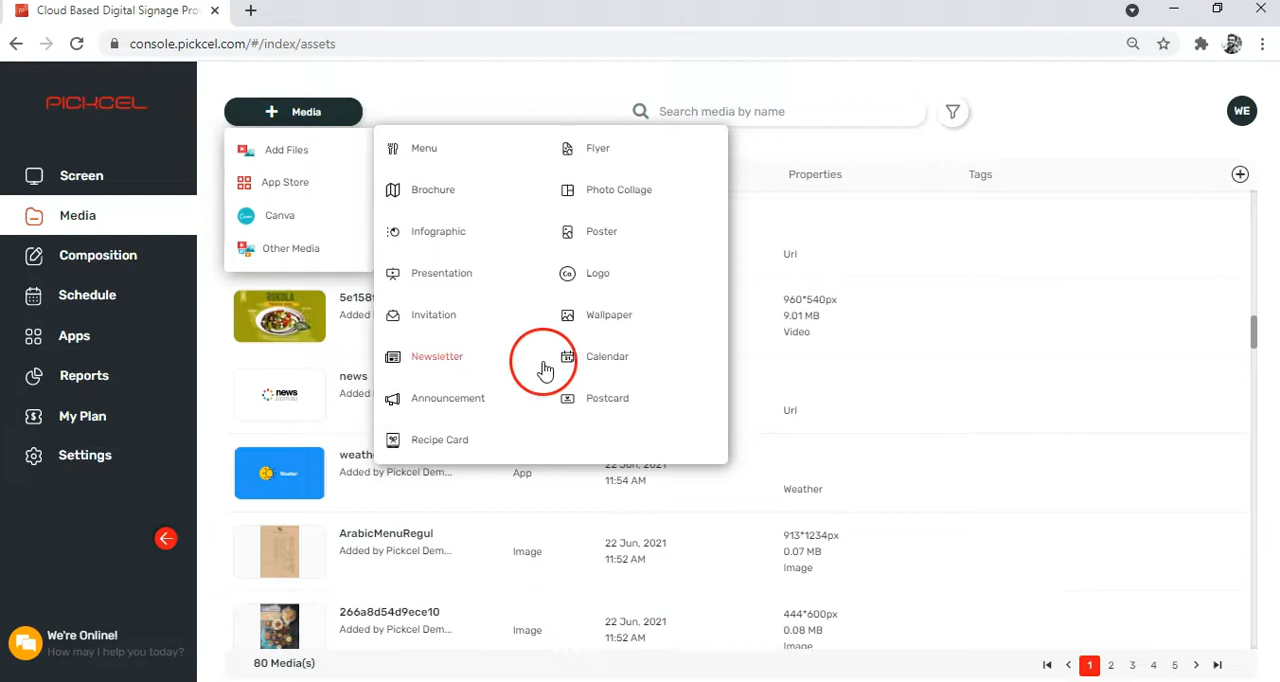 Cloud Based Digital Signage Pro
console.pickcel.com/#/index/assets
PICKCEL
Screen
Media
Composition
Schedule
Apps
Reports
My Plan
Settings
We're Online!
How may I help you today?
+ Media
Search media by name
WE
Add Files
App Store
Canva
Other Media
Menu
Flyer
Brochure
Photo Collage
Infographic
Poster
Presentation
Logo
Invitation
Wallpaper
Newsletter
Calendar
Announcement
Postcard
Recipe Card
Properties
Tags
Url
ROKOLA
5e158
Added
960*540px
9.01 MB
Video
news
news
Added
Url
Weather
weath
Added by Pickcel Dem...
App
22 Jun, 2021
11:54 AM
Weather
ArabicMenuRegul
Added by Pickcel Dem...
Image
22 Jun, 2021
11:52 AM
913*1234px
0.07 MB
Image
266a8d54d9ece10
Added by Pickcel Dem...
Image
22 Jun, 2021
11:52 AM
444*600px
0.08 MB
Image
80 Media(s)
1 2 3 4 5